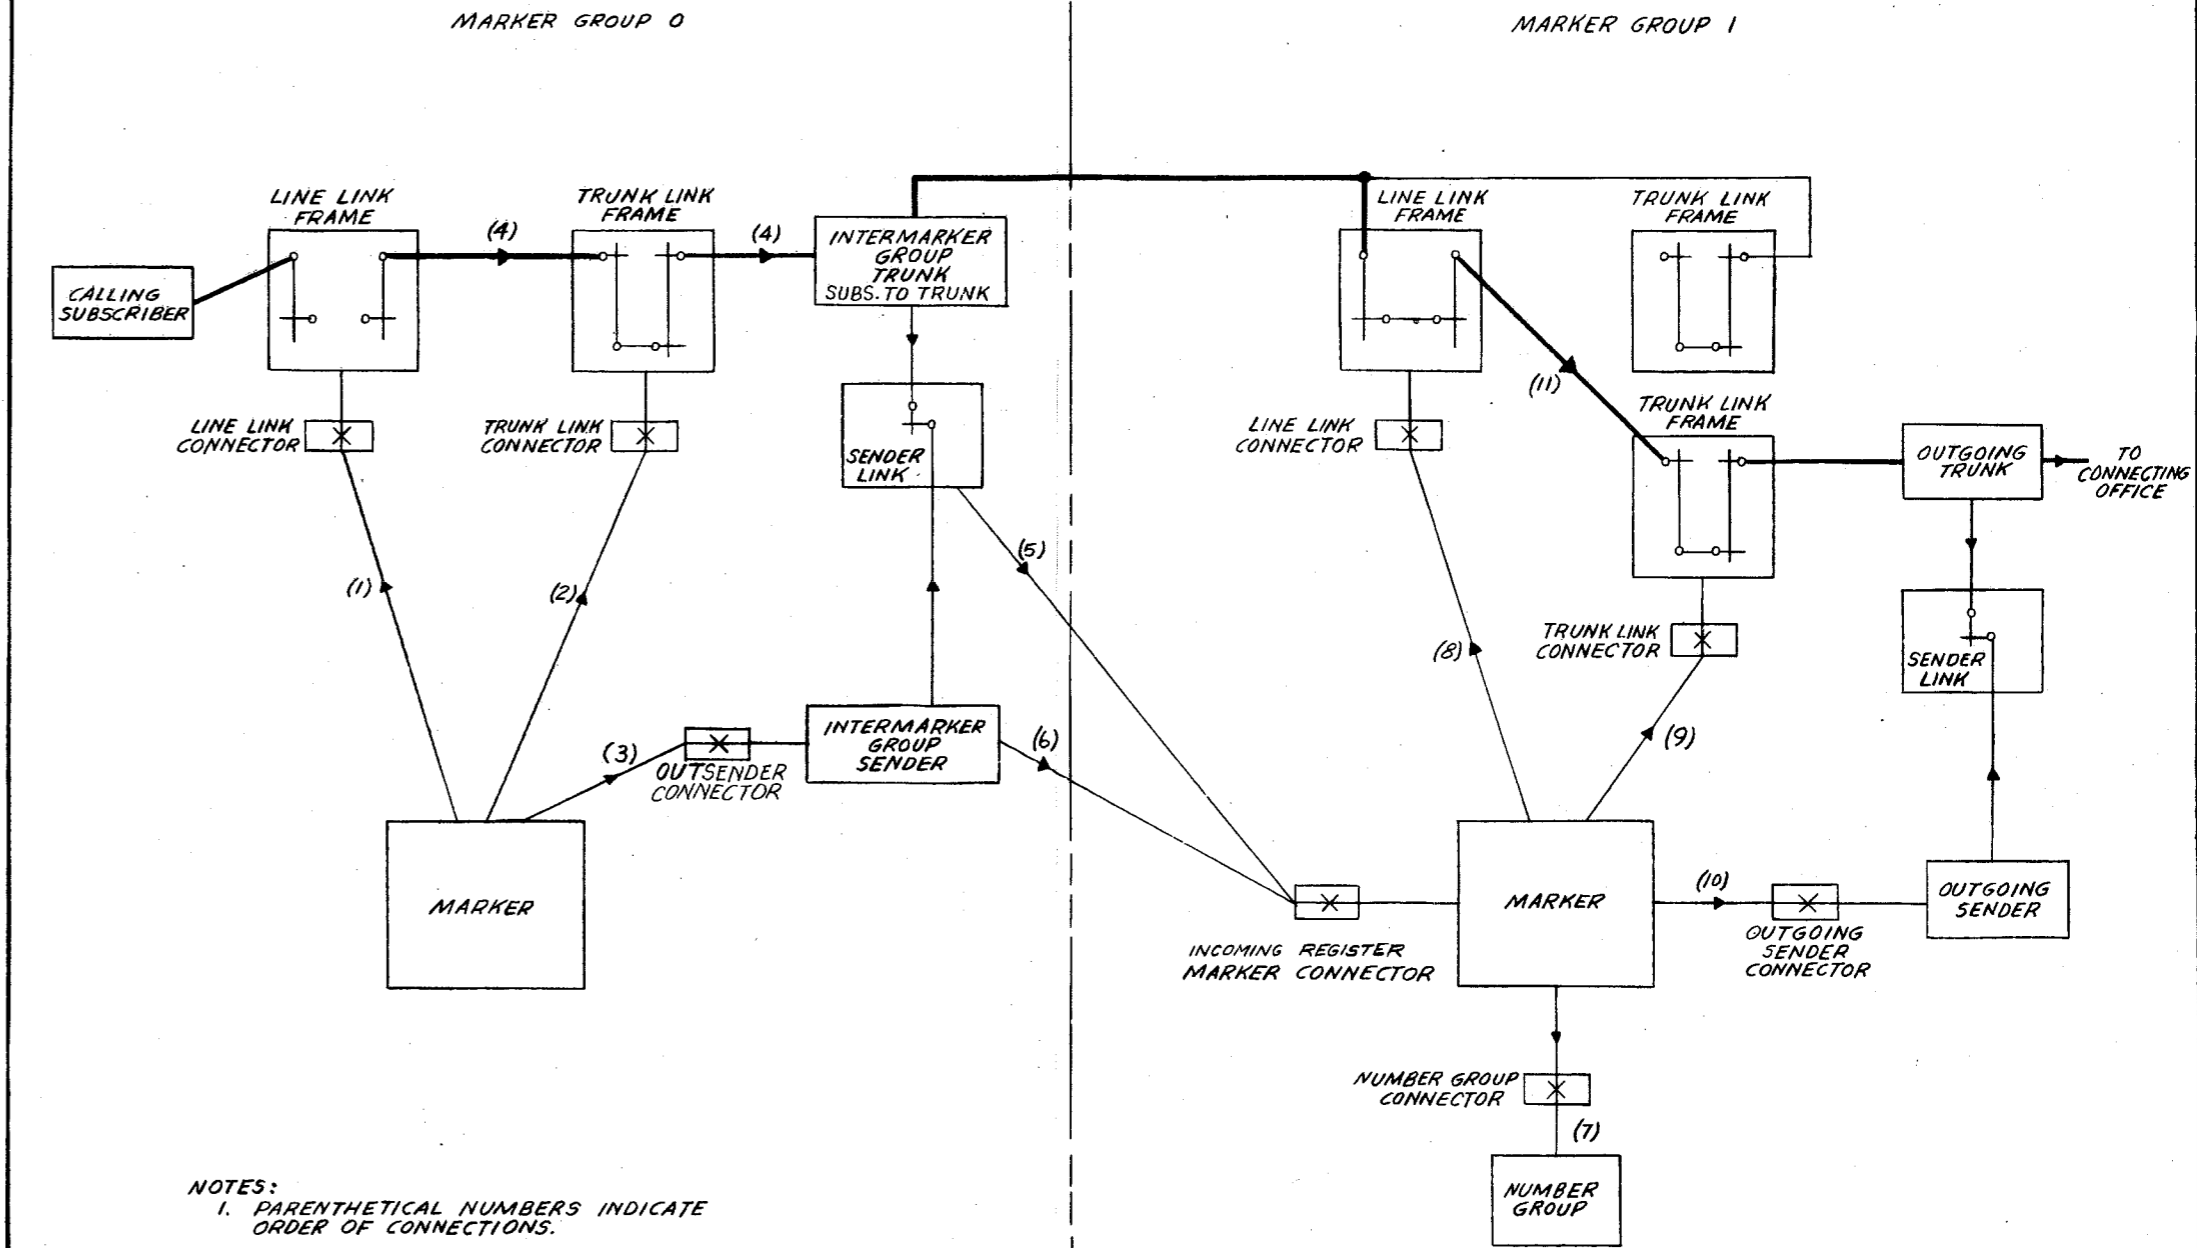 MARKER GROUP 0
MARKER GROUP 1
LINE LINK
FRAME
TRUNK LINK
FRAME
LINE LINK
FRAME
TRUNK LINK
FRAME
(4)
(4)
INTERMARKER
GROUP
TRUNK
SUBS. TO TRUNK
CALLING
SUBSCRIBER
(11)
TRUNK LINK
FRAME
LINE LINK
CONNECTOR
TRUNK LINK
CONNECTOR
SENDER
LINK
LINE LINK
CONNECTOR
OUTGOING
TRUNK
TO
CONNECTING
OFFICE
(1)
(2)
(5)
(8)
TRUNK LINK
CONNECTOR
SENDER
LINK
(3)
OUTSENDER
CONNECTOR
INTERMARKER
GROUP
SENDER
(6)
(9)
MARKER
MARKER
(10)
OUTGOING
SENDER
INCOMING REGISTER
MARKER CONNECTOR
OUTGOING
SENDER
CONNECTOR
NUMBER GROUP
CONNECTOR
(7)
NUMBER
GROUP
NOTES:
1. PARENTHETICAL NUMBERS INDICATE
ORDER OF CONNECTIONS.